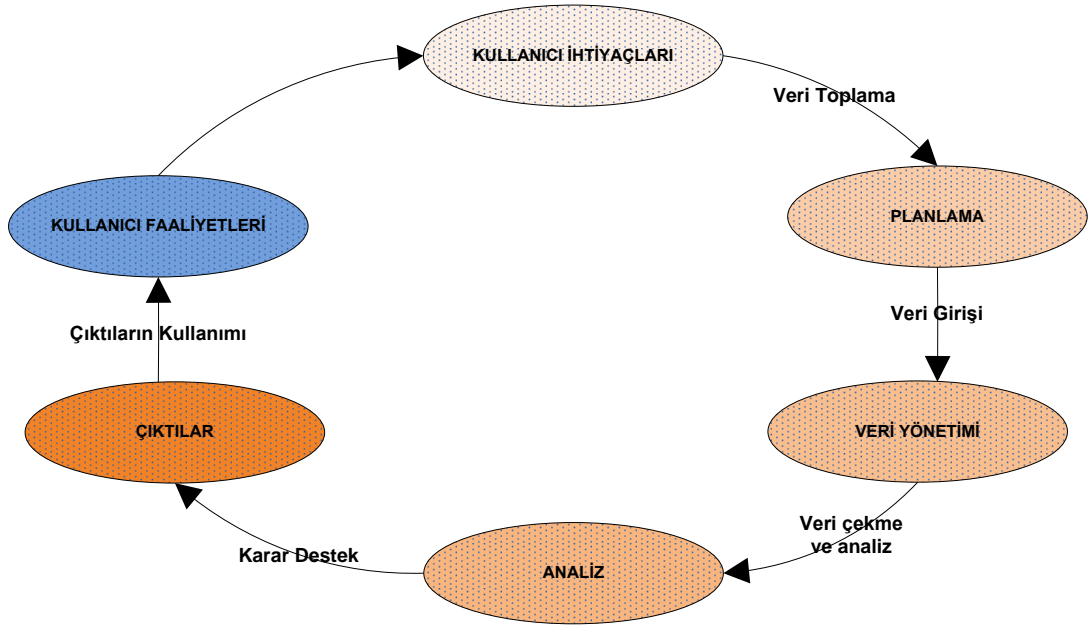 KULLANICI İHTİYAÇLARI
Veri Toplama
PLANLAMA
Veri Girişi
VERİ YÖNETİMİ
Veri çekme
ve analiz
ANALİZ
Karar Destek
ÇIKTILAR
Çıktıların Kullanımı
KULLANICI FAALİYETLERİ